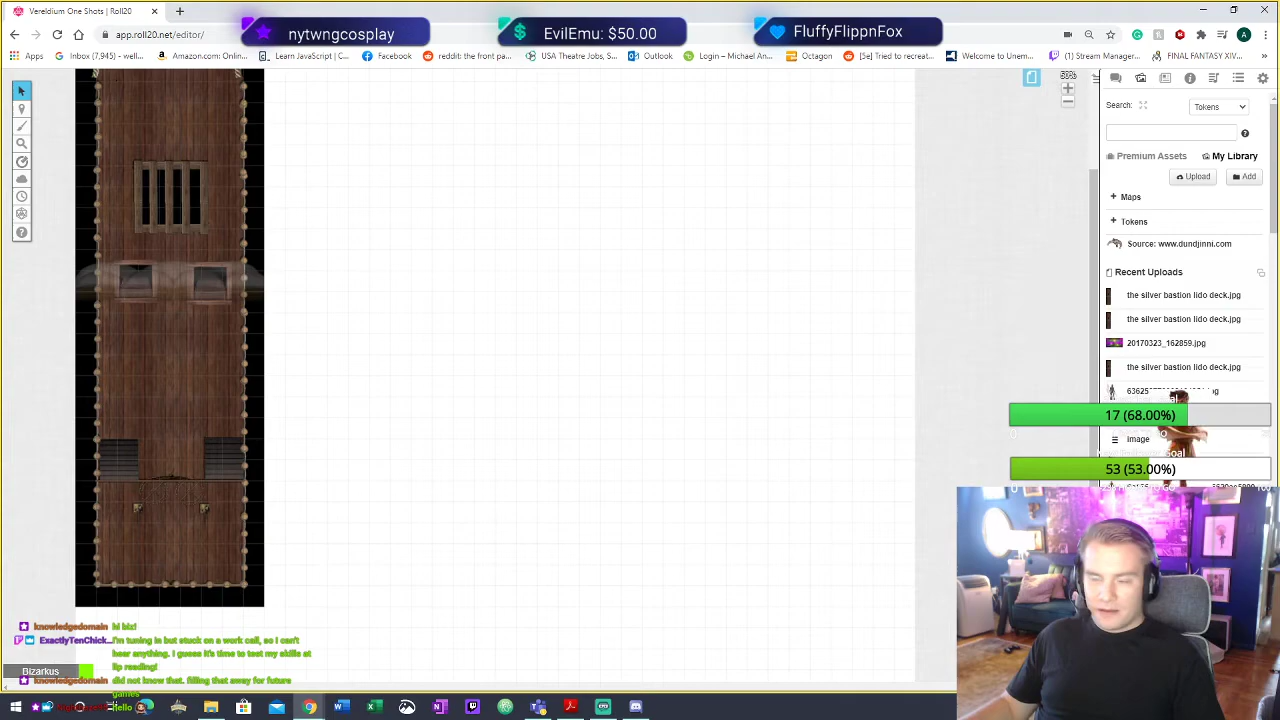 Vereldium One Shots | Roll20
app.roll20.net/editor/
nytwngcosplay
EvilEmu: $50.00
FluffyFlippnFox
Apps
Inbox (7,945) - well...
Amazon.com: Onlin...
Learn JavaScript | C...
Facebook
reddit: the front pa...
USA Theatre Jobs, S...
Outlook
Login – Michael An...
Octagon
[5e] Tried to recreat...
Welcome to Unemp...
FINAL FANTASY XIV...
Search:
Tokens
Premium Assets
My Library
Upload
Add
Maps
Tokens
Source: www.dundjinni.com
Recent Uploads
the silver bastion lido deck.jpg
the silver bastion lido deck.jpg
20170323_162859.jpg
the silver bastion lido deck.jpg
17 (68.00%)
image
53 (53.00%)
knowledgedomain hi biz!
ExactlyTenChick... I'm tuning in but stuck on a work call, so I can't
hear anything. I guess it's time to test my skills at
lip reading!
Bizarkus
knowledgedomain did not know that. filing that away for future
games
hello